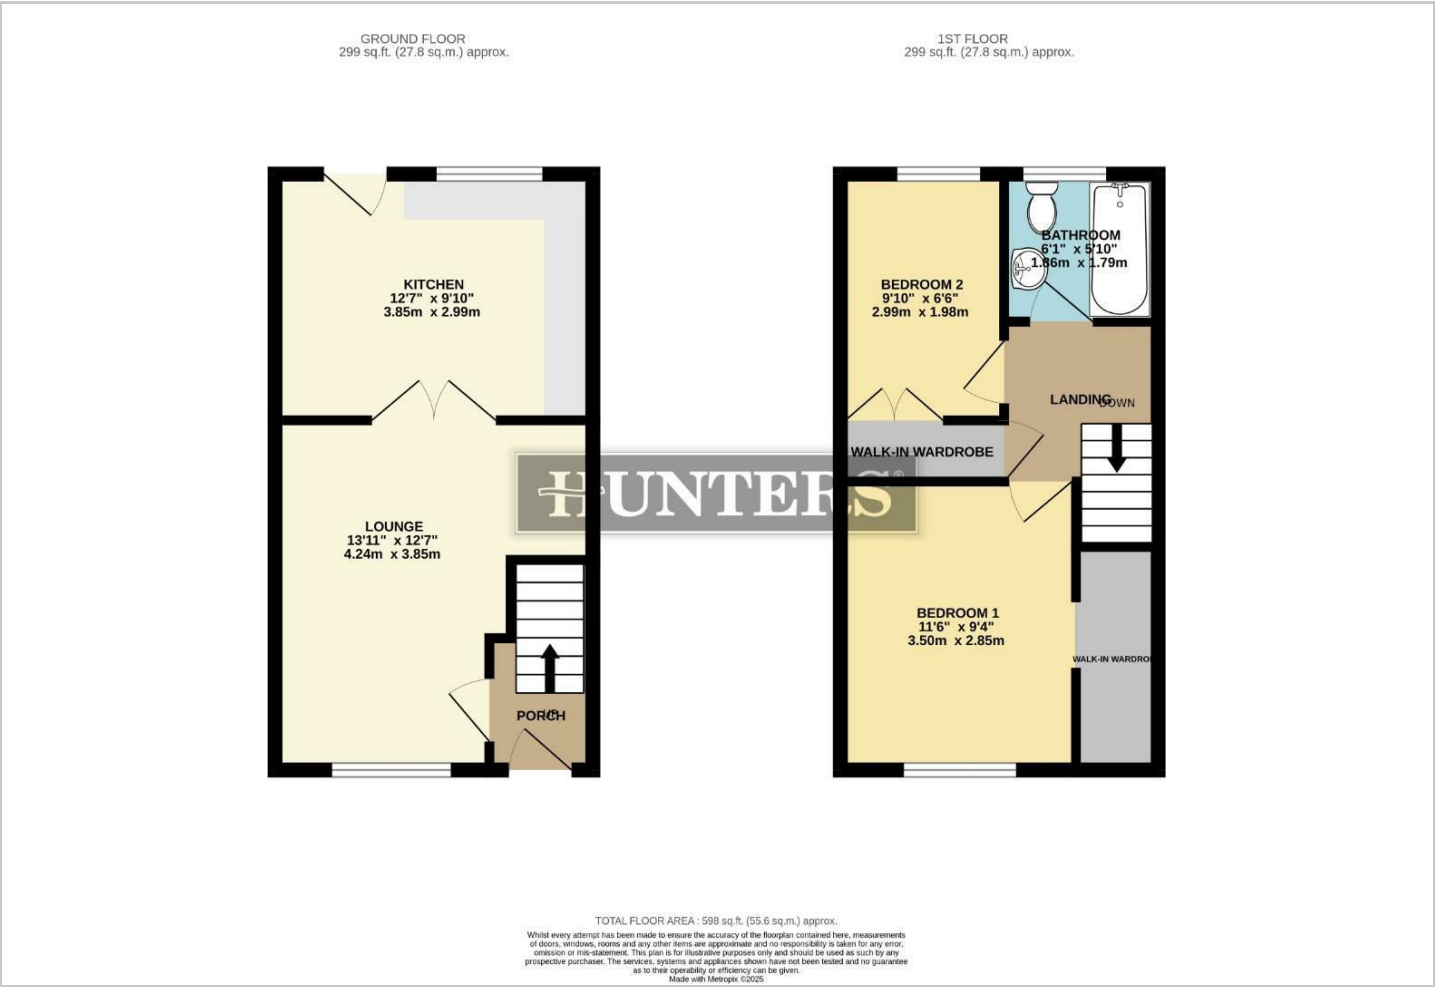 GROUND FLOOR
299 sq.ft. (27.8 sq.m.) approx.
1ST FLOOR
299 sq.ft. (27.8 sq.m.) approx.
KITCHEN
12'7" x 9'10"
3.85m x 2.99m
LOUNGE
13'11" x 12'7"
4.24m x 3.85m
UP
PORCH
BATHROOM
6'1" x 5'10"
1.86m x 1.79m
BEDROOM 2
9'10" x 6'6"
2.99m x 1.98m
LANDING
DOWN
WALK-IN WARDROBE
HUNTERS®
BEDROOM 1
11'6" x 9'4"
3.50m x 2.85m
WALK-IN WARDROB
TOTAL FLOOR AREA : 598 sq.ft. (55.6 sq.m.) approx.
Whilst every attempt has been made to ensure the accuracy of the floorplan contained here, measurements
of doors, windows, rooms and any other items are approximate and no responsibility is taken for any error,
omission or mis-statement. This plan is for illustrative purposes only and should be used as such by any
prospective purchaser. The services, systems and appliances shown have not been tested and no guarantee
as to their operability or efficiency can be given.
Made with Metropix ©2025